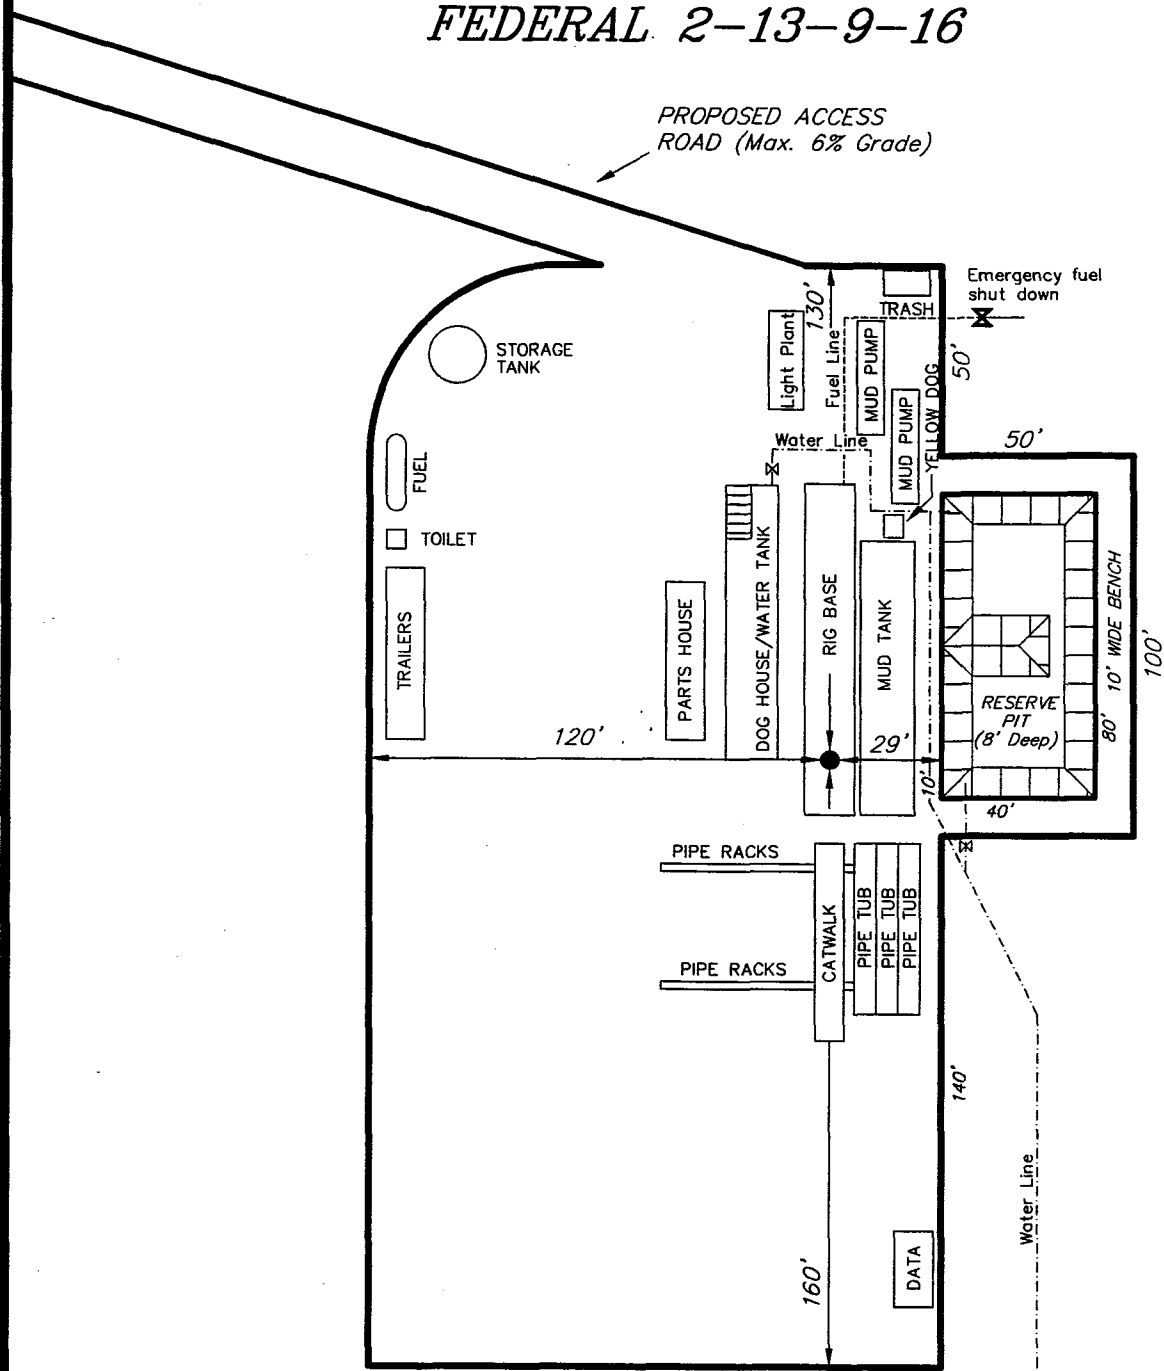 FEDERAL 2-13-9-16
PROPOSED ACCESS
ROAD (Max. 6% Grade)
Emergency fuel
shut down
TRASH
130'
50'
Light Plant
Fuel Line
MUD PUMP
STORAGE
TANK
MUD PUMP
YELLOW DOG
Water Line
50'
FUEL
TOILET
TRAILERS
PARTS HOUSE
DOG HOUSE/WATER TANK
RIG BASE
MUD TANK
10' WIDE BENCH
100'
RESERVE
PIT
(8' Deep)
80'
120'
29'
10'
40'
PIPE RACKS
CATWALK
PIPE TUB
PIPE TUB
PIPE TUB
PIPE RACKS
140'
Water Line
DATA
160'